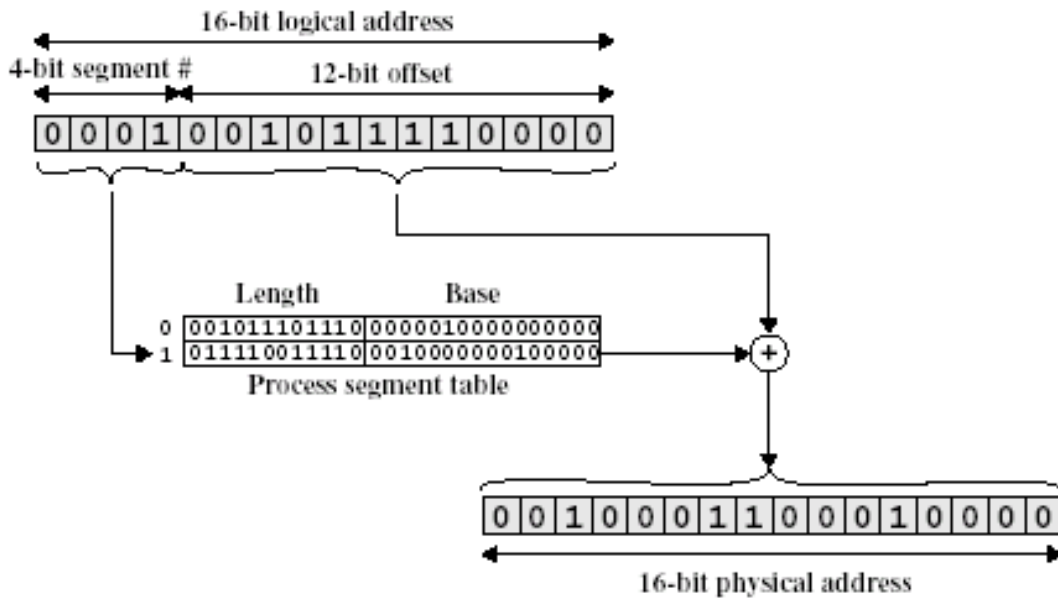 16-bit logical address
4-bit segment # 12-bit offset
0 0 0 1 0 0 1 0 1 1 1 1 0 0 0 0
Length Base
0 001011101110 0000010000000000
1 011110011110 0010000000100000
+
Process segment table
0 0 1 0 0 0 1 1 0 0 0 1 0 0 0 0
16-bit physical address